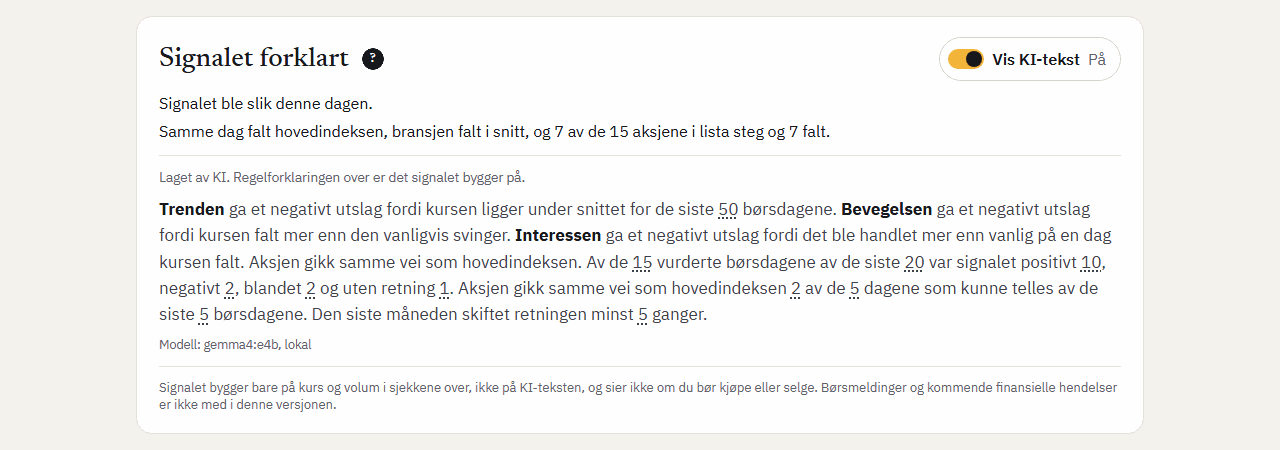 Signalet forklart ?
Vis KI-tekst På
Signalet ble slik denne dagen.
Samme dag falt hovedindeksen, bransjen falt i snitt, og 7 av de 15 aksjene i lista steg og 7 falt.
Laget av KI. Regelforklaringen over er det signalet bygger på.
Trenden ga et negativt utslag fordi kursen ligger under snittet for de siste 50 børsdagene. Bevegelsen ga et negativt utslag
fordi kursen falt mer enn den vanligvis svinger. Interessen ga et negativt utslag fordi det ble handlet mer enn vanlig på en dag
kursen falt. Aksjen gikk samme vei som hovedindeksen. Av de 15 vurderte børsdagene av de siste 20 var signalet positivt 10,
negativt 2, blandet 2 og uten retning 1. Aksjen gikk samme vei som hovedindeksen 2 av de 5 dagene som kunne telles av de
siste 5 børsdagene. Den siste måneden skiftet retningen minst 5 ganger.
Modell: gemma4:e4b, lokal
Signalet bygger bare på kurs og volum i sjekkene over, ikke på KI-teksten, og sier ikke om du bør kjøpe eller selge. Børsmeldinger og kommende finansielle hendelser
er ikke med i denne versjonen.